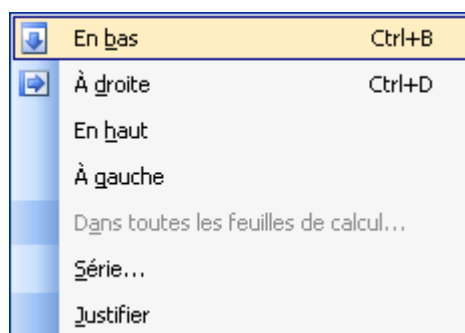 En bas Ctrl+B
À droite Ctrl+D
En haut
À gauche
Dans toutes les feuilles de calcul...
Série...
Justifier